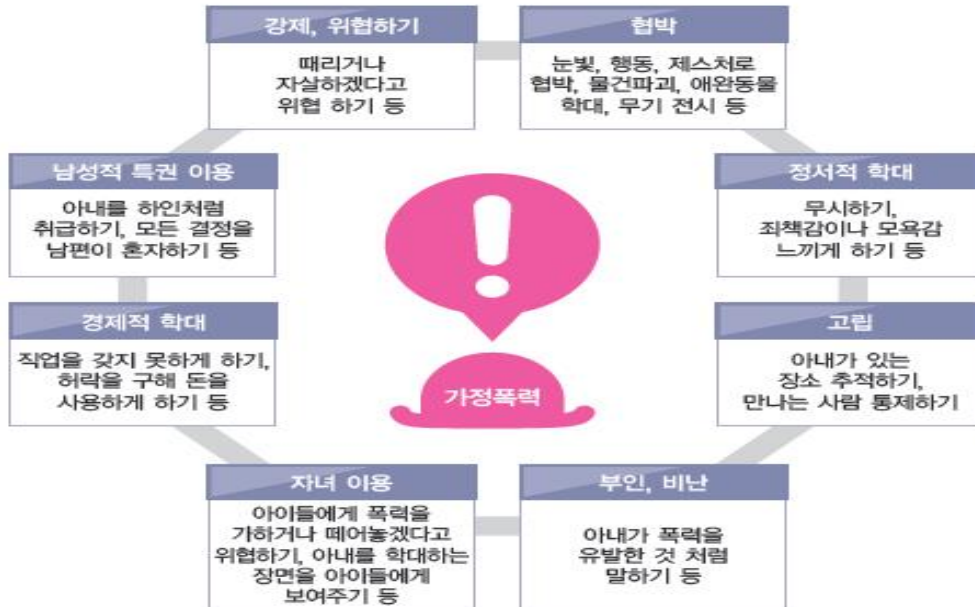 강제, 위협하기
때리거나
자살하겠다고
위협 하기 등
협박
눈빛, 행동, 제스처로
협박, 물건파괴, 애완동물
학대, 무기 전시 등
남성적 특권 이용
아내를 하인처럼
취급하기, 모든 결정을
남편이 혼자하기 등
정서적 학대
무시하기,
죄책감이나 모욕감
느끼게 하기 등
경제적 학대
직업을 갖지 못하게 하기,
허락을 구해 돈을
사용하게 하기 등
고립
아내가 있는
장소 추적하기,
만나는 사람 통제하기
가정폭력
자녀 이용
아이들에게 폭력을
가하거나 떼어놓겠다고
위협하기, 아내를 학대하는
장면을 아이들에게
보여주기 등
부인, 비난
아내가 폭력을
유발한 것 처럼
말하기 등